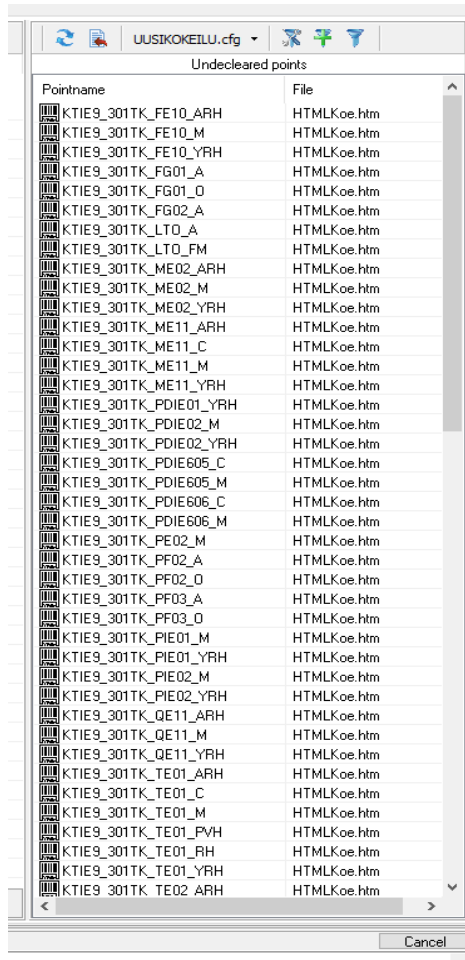 UUSIKOKEILU.cfg
Undecleared points
Pointname File
KTIE9_301TK_FE10_ARH HTMLKoe.htm
KTIE9_301TK_FE10_M HTMLKoe.htm
KTIE9_301TK_FE10_YRH HTMLKoe.htm
KTIE9_301TK_FG01_A HTMLKoe.htm
KTIE9_301TK_FG01_O HTMLKoe.htm
KTIE9_301TK_FG02_A HTMLKoe.htm
KTIE9_301TK_LTO_A HTMLKoe.htm
KTIE9_301TK_LTO_FM HTMLKoe.htm
KTIE9_301TK_ME02_ARH HTMLKoe.htm
KTIE9_301TK_ME02_M HTMLKoe.htm
KTIE9_301TK_ME02_YRH HTMLKoe.htm
KTIE9_301TK_ME11_ARH HTMLKoe.htm
KTIE9_301TK_ME11_C HTMLKoe.htm
KTIE9_301TK_ME11_M HTMLKoe.htm
KTIE9_301TK_ME11_YRH HTMLKoe.htm
KTIE9_301TK_PDIE01_YRH HTMLKoe.htm
KTIE9_301TK_PDIE02_M HTMLKoe.htm
KTIE9_301TK_PDIE02_YRH HTMLKoe.htm
KTIE9_301TK_PDIE605_C HTMLKoe.htm
KTIE9_301TK_PDIE605_M HTMLKoe.htm
KTIE9_301TK_PDIE606_C HTMLKoe.htm
KTIE9_301TK_PDIE606_M HTMLKoe.htm
KTIE9_301TK_PE02_M HTMLKoe.htm
KTIE9_301TK_PF02_A HTMLKoe.htm
KTIE9_301TK_PF02_O HTMLKoe.htm
KTIE9_301TK_PF03_A HTMLKoe.htm
KTIE9_301TK_PF03_O HTMLKoe.htm
KTIE9_301TK_PIE01_M HTMLKoe.htm
KTIE9_301TK_PIE01_YRH HTMLKoe.htm
KTIE9_301TK_PIE02_M HTMLKoe.htm
KTIE9_301TK_PIE02_YRH HTMLKoe.htm
KTIE9_301TK_QE11_ARH HTMLKoe.htm
KTIE9_301TK_QE11_M HTMLKoe.htm
KTIE9_301TK_QE11_YRH HTMLKoe.htm
KTIE9_301TK_TE01_ARH HTMLKoe.htm
KTIE9_301TK_TE01_C HTMLKoe.htm
KTIE9_301TK_TE01_M HTMLKoe.htm
KTIE9_301TK_TE01_PVH HTMLKoe.htm
KTIE9_301TK_TE01_RH HTMLKoe.htm
KTIE9_301TK_TE01_YRH HTMLKoe.htm
KTIE9_301TK_TE02_ARH HTMLKoe.htm
Cancel